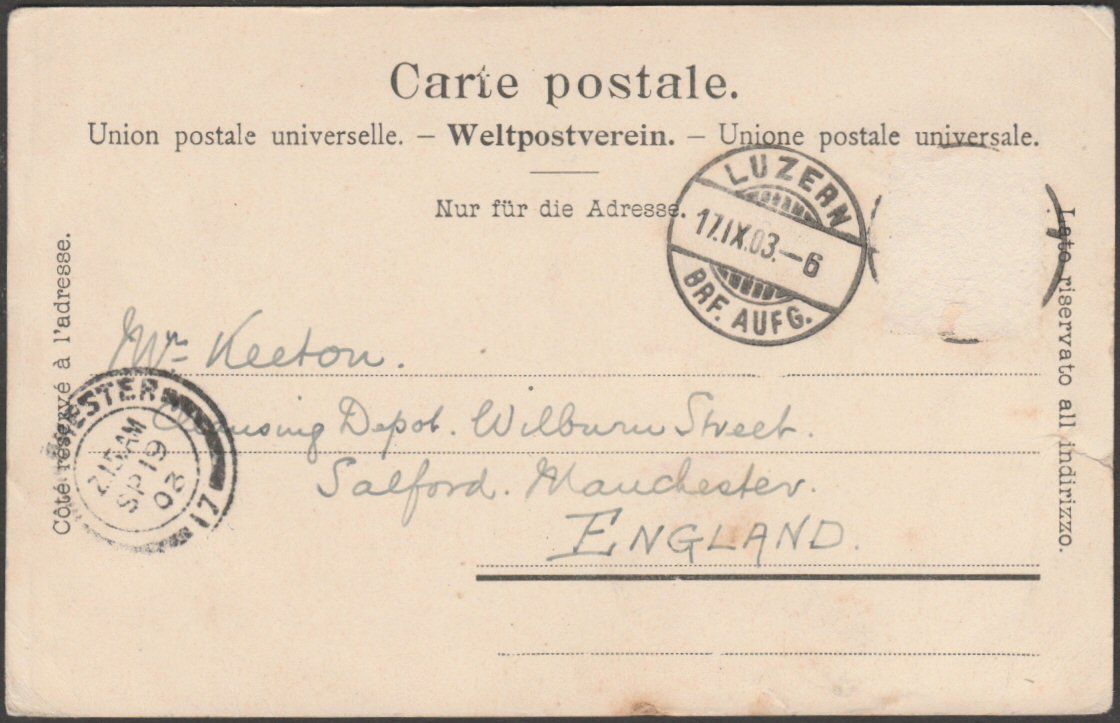 Carte postale.
Union postale universelle. – Weltpostverein. – Unione postale universale.
Nur für die Adresse.
LUZERN
17.IX.03.–6
BRF. AUFG.
Côté réservé à l'adresse.
Lato riservato all indirizzo.
Mr Keeton.
Cleansing Depot. Wilburn Street.
Salford. Manchester.
ENGLAND.
HESTER
2.15 AM
SP 19
03
17